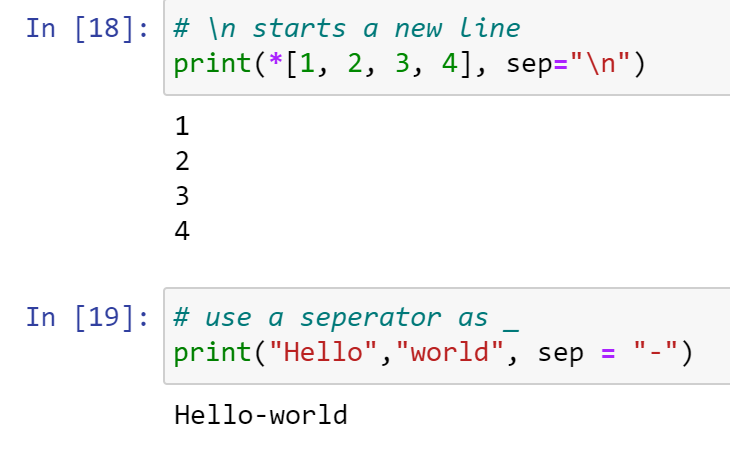 In [18]: # \n starts a new line
print(*[1, 2, 3, 4], sep="\n")
1
2
3
4
In [19]: # use a seperator as _
print("Hello","world", sep = "-")
Hello-world